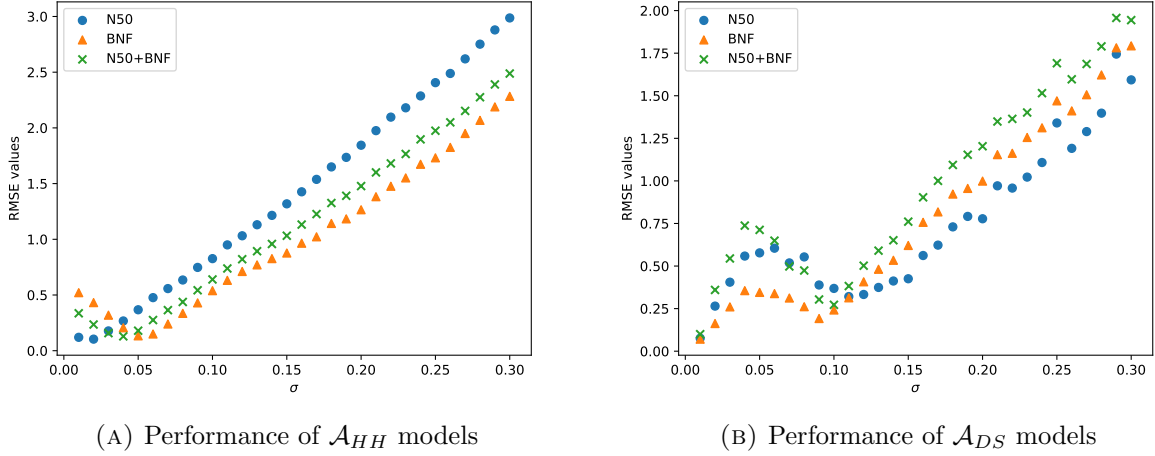 N50
BNF
N50+BNF
RMSE values
3.0
2.5
2.0
1.5
1.0
0.5
0.0
0.00 0.05 0.10 0.15 0.20 0.25 0.30
σ
(A) Performance of 𝒜_HH models
N50
BNF
N50+BNF
RMSE values
2.00
1.75
1.50
1.25
1.00
0.75
0.50
0.25
0.00
0.00 0.05 0.10 0.15 0.20 0.25 0.30
σ
(B) Performance of 𝒜_DS models